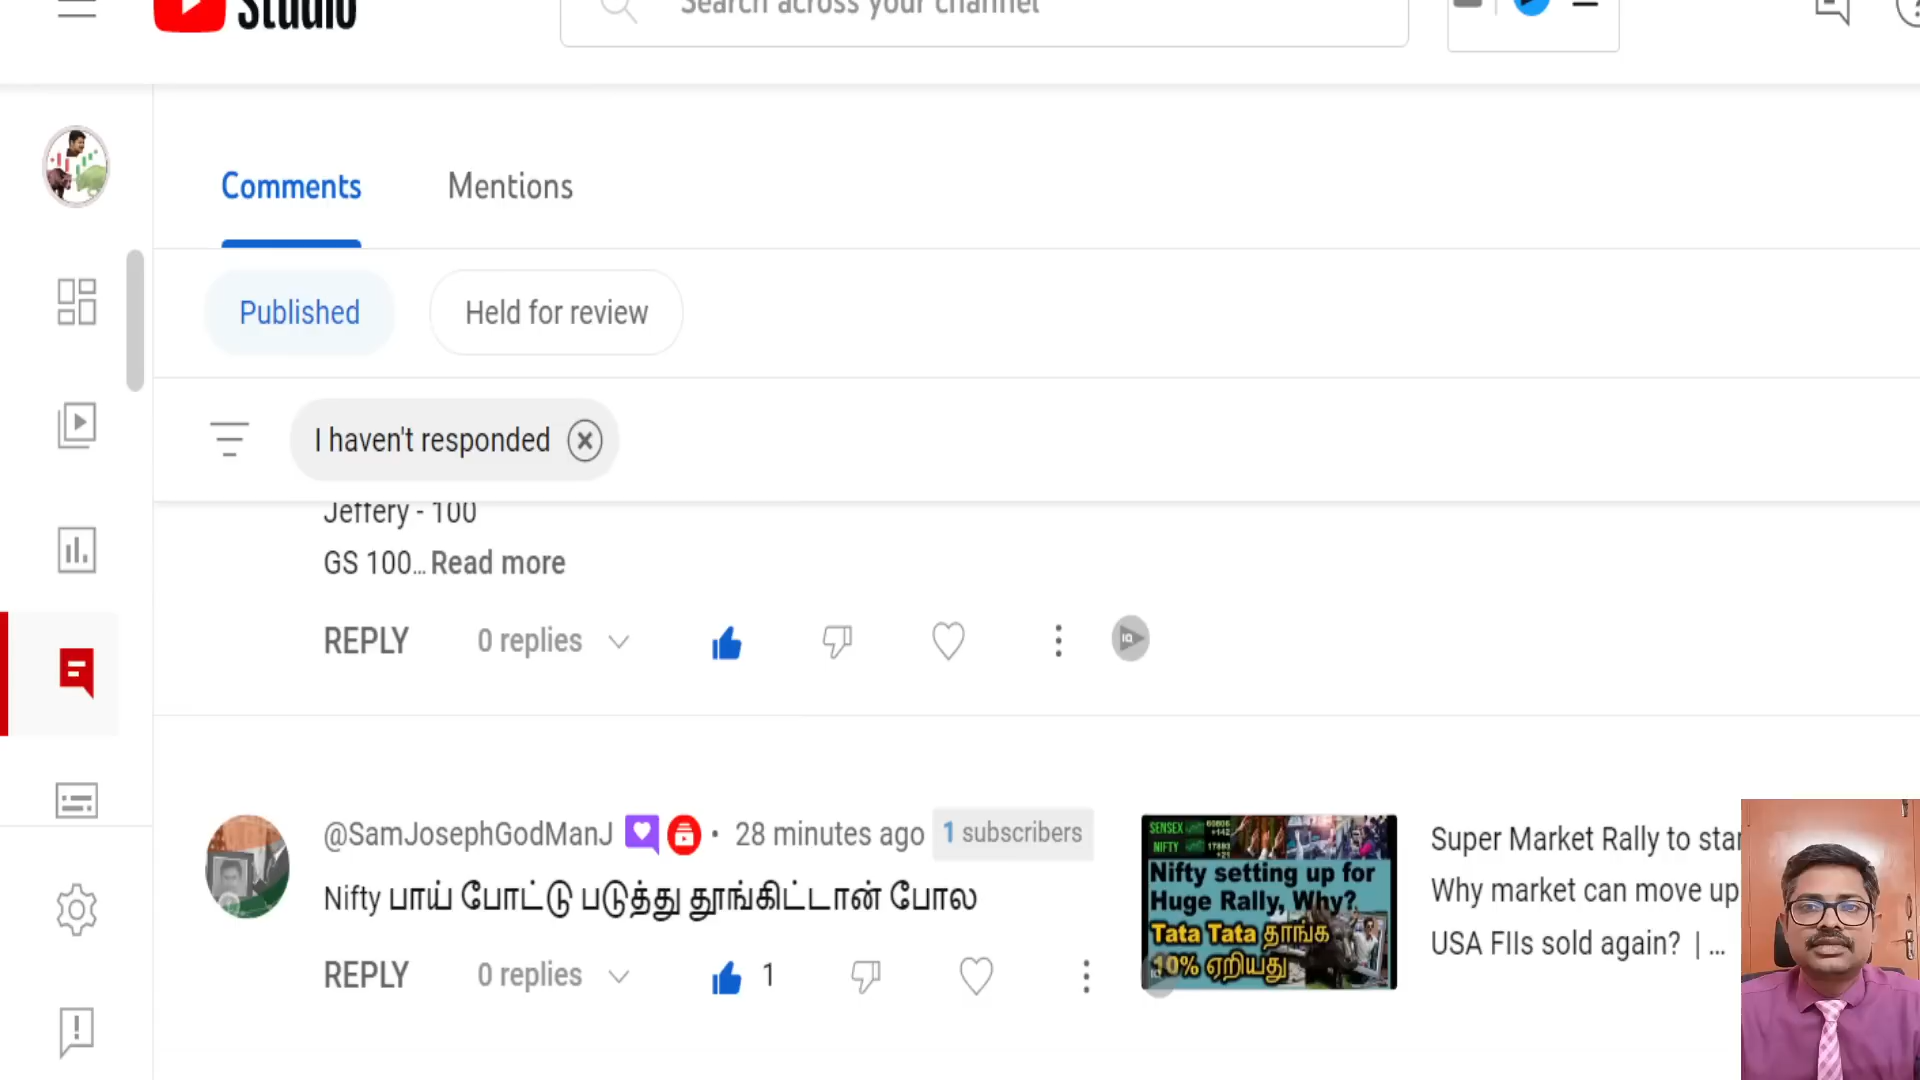 Studio
Search across your channel
Comments
Mentions
Published
Held for review
I haven't responded
Jeffery - 100
GS 100... Read more
REPLY
0 replies
IQ
@SamJosephGodManJ • 28 minutes ago
1 subscribers
Nifty பாய் போட்டு படுத்து தூங்கிட்டான் போல
REPLY
0 replies
1
SENSEX 60606 +142
NIFTY 17893
Nifty setting up for
Huge Rally, Why?
Tata Tata தாங்க
10% ஏறியது
Super Market Rally to star
Why market can move up
USA FIIs sold again? | ...